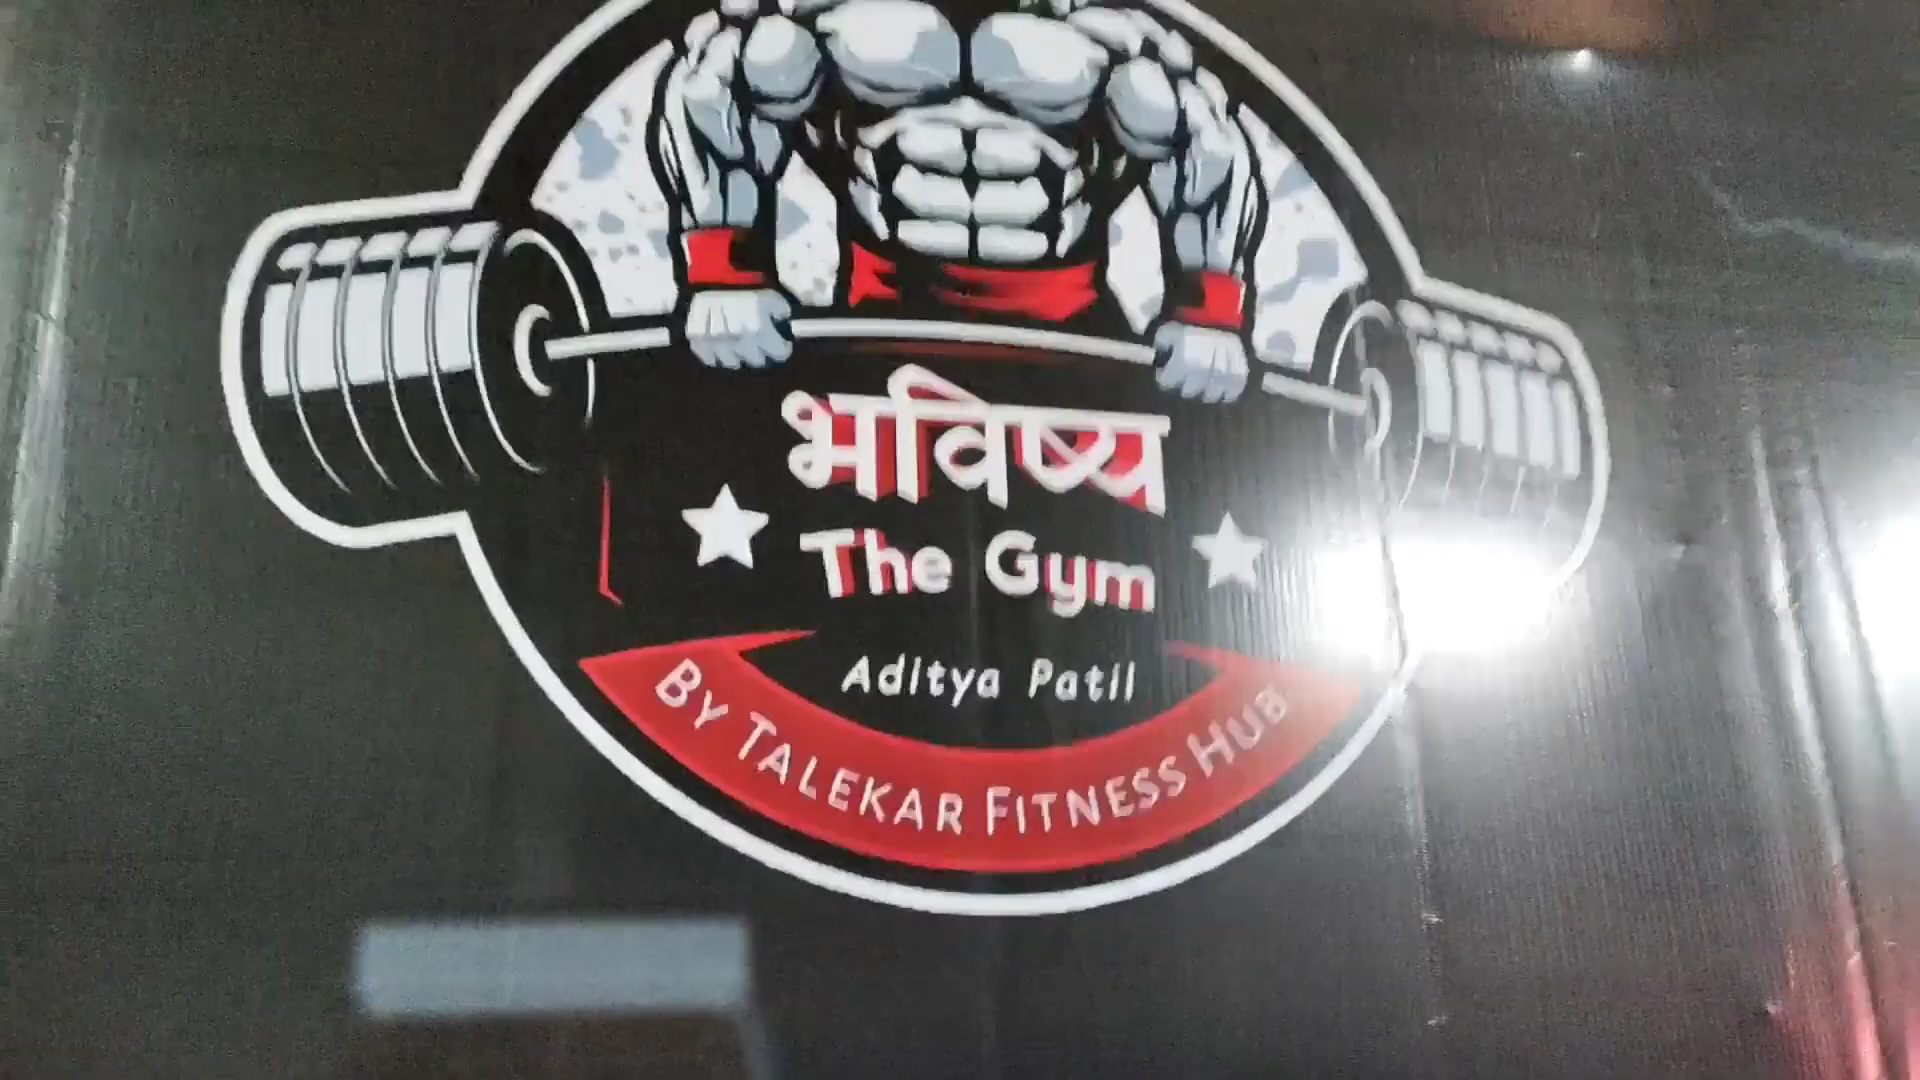 भविष्य
The Gym
Aditya Patil
By Talekar Fitness Hub